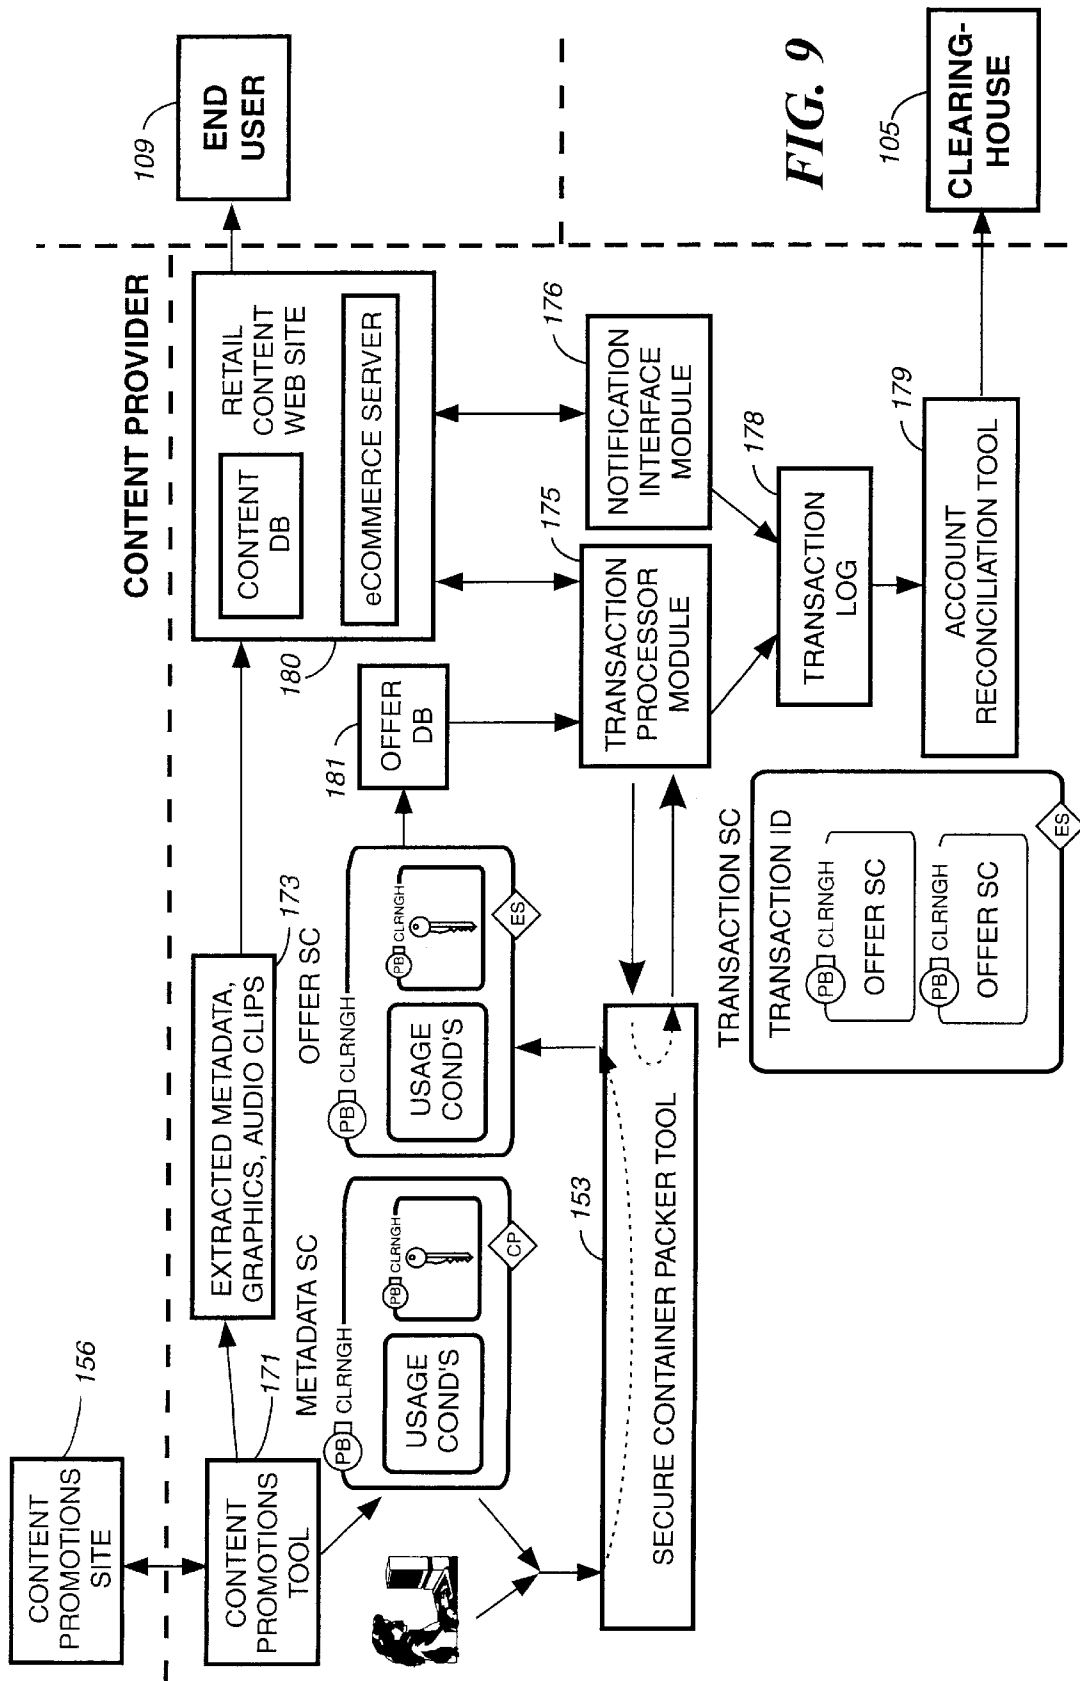 CONTENT
PROMOTIONS
SITE
156
CONTENT PROVIDER
CONTENT
PROMOTIONS
TOOL
171
EXTRACTED METADATA,
GRAPHICS, AUDIO CLIPS
173
RETAIL
CONTENT
WEB SITE
CONTENT
DB
eCOMMERCE SERVER
180
END
USER
109
METADATA SC
PB CLRNGH
USAGE
COND'S
PB CLRNGH
CP
OFFER SC
PB CLRNGH
USAGE
COND'S
PB CLRNGH
ES
OFFER
DB
181
SECURE CONTAINER PACKER TOOL
153
TRANSACTION
PROCESSOR
MODULE
175
NOTIFICATION
INTERFACE
MODULE
176
TRANSACTION
LOG
178
TRANSACTION SC
TRANSACTION ID
PB CLRNGH
OFFER SC
PB CLRNGH
OFFER SC
ES
ACCOUNT
RECONCILIATION TOOL
179
CLEARING-
HOUSE
105
FIG. 9